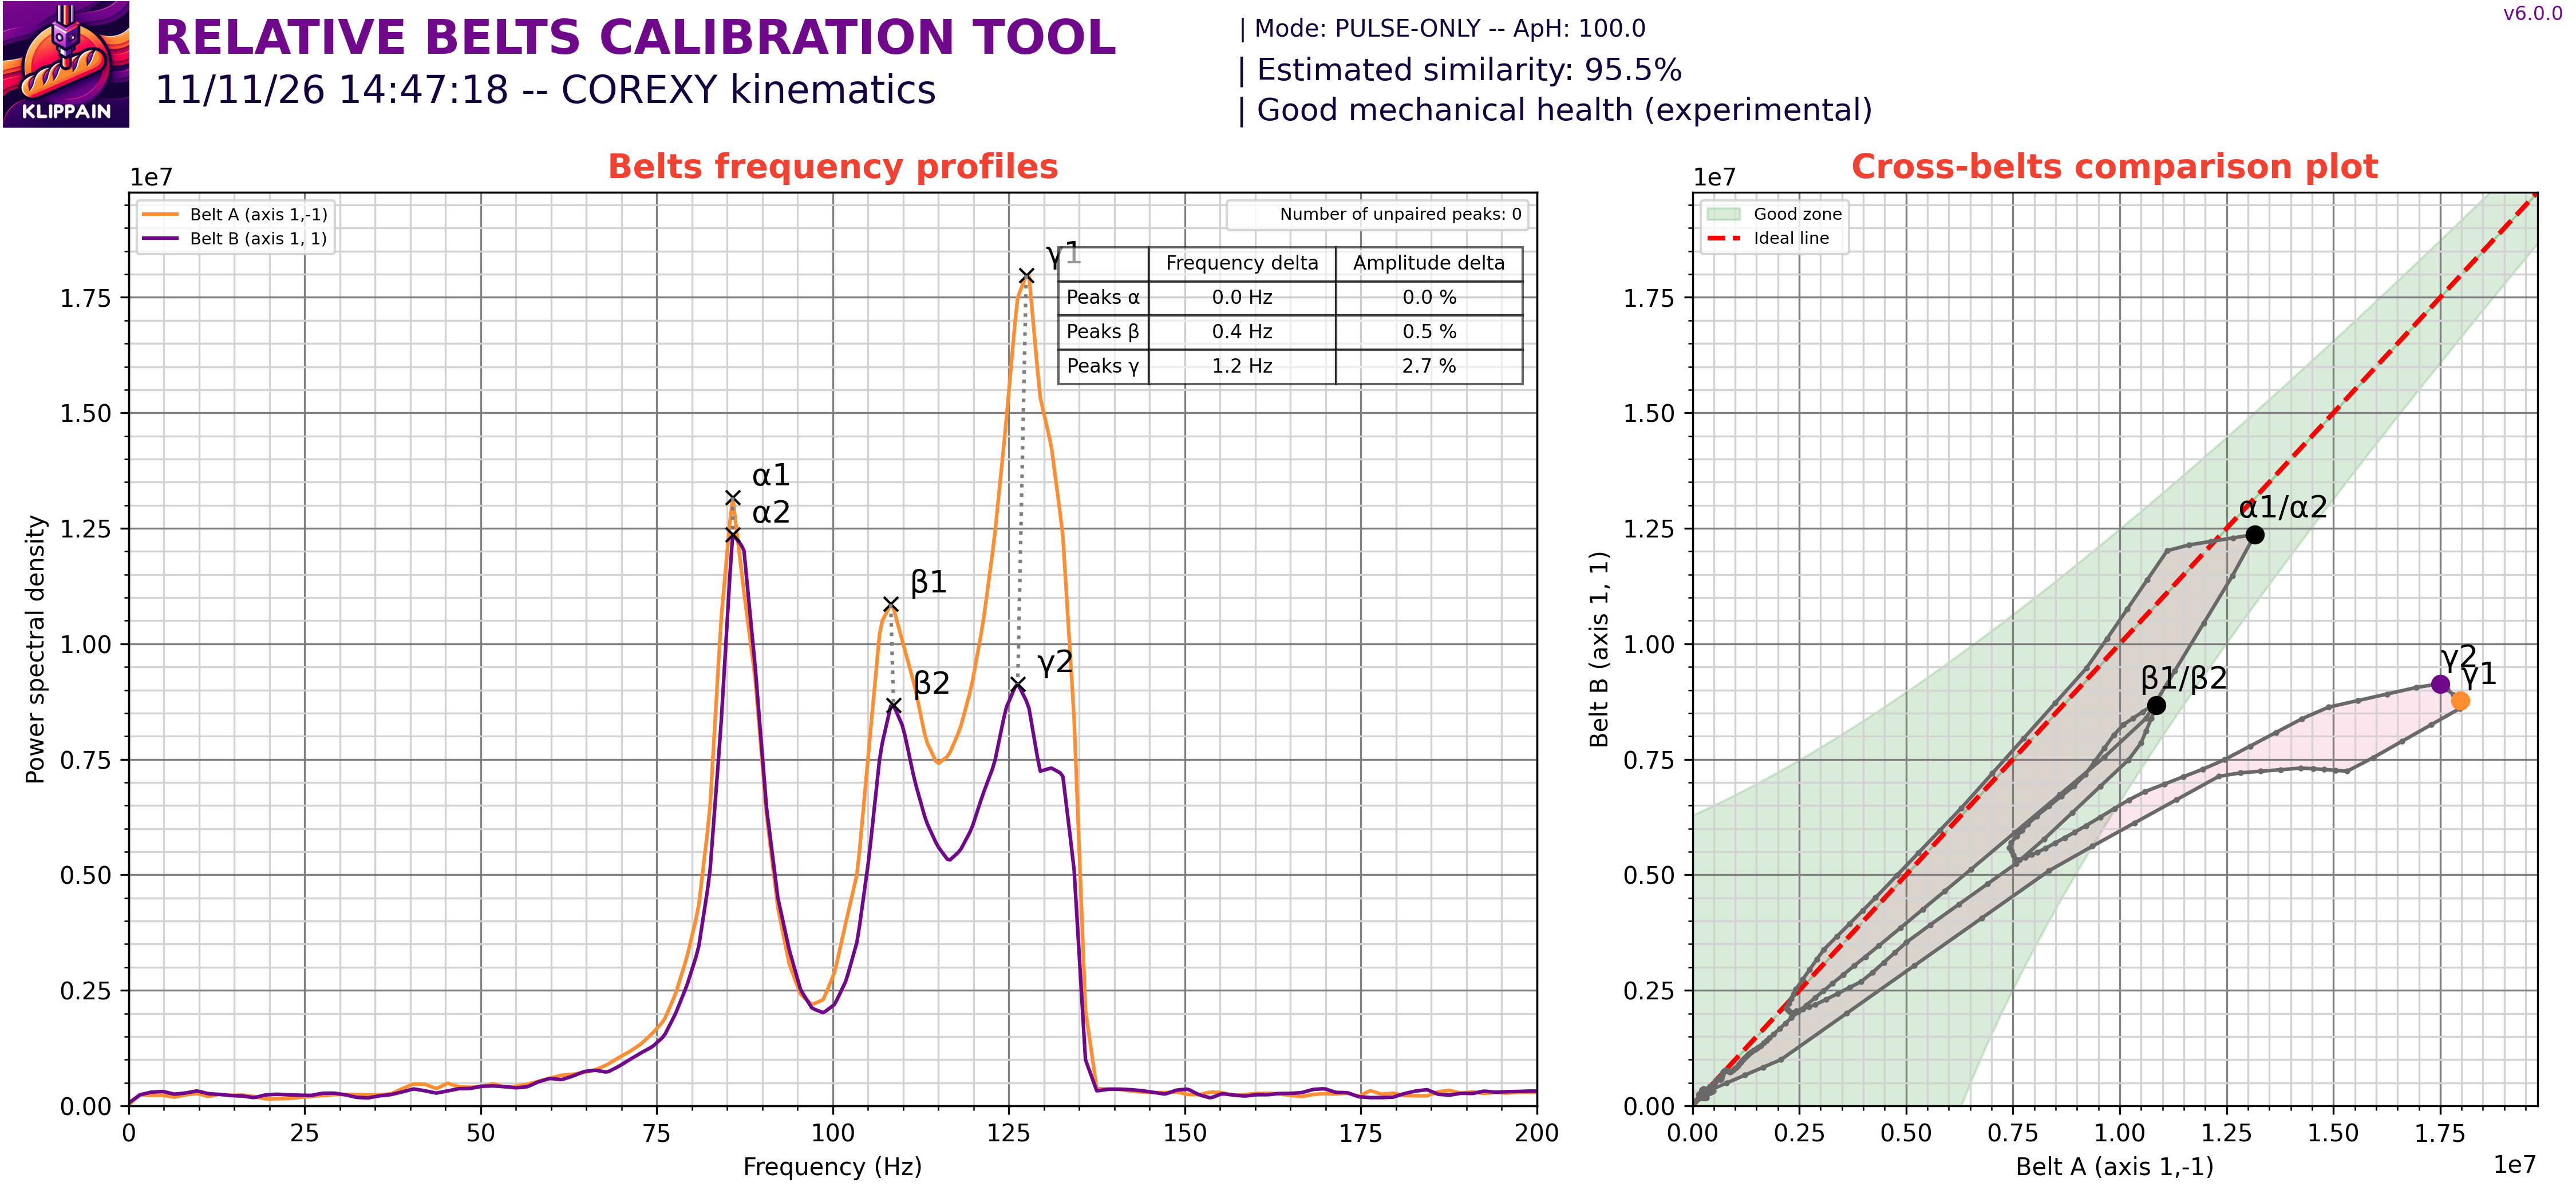 v6.0.0
KLIPPAIN
RELATIVE BELTS CALIBRATION TOOL
11/11/26 14:47:18 -- COREXY kinematics
| Mode: PULSE-ONLY -- ApH: 100.0
| Estimated similarity: 95.5%
| Good mechanical health (experimental)
Belts frequency profiles
1e7
Belt A (axis 1,-1)
Belt B (axis 1, 1)
Number of unpaired peaks: 0
Frequency delta Amplitude delta
Peaks α 0.0 Hz 0.0 %
Peaks β 0.4 Hz 0.5 %
Peaks γ 1.2 Hz 2.7 %
γ1
α1
α2
β1
β2
γ2
1.75
1.50
1.25
1.00
0.75
0.50
0.25
0.00
Power spectral density
0 25 50 75 100 125 150 175 200
Frequency (Hz)
Cross-belts comparison plot
1e7
Good zone
Ideal line
α1/α2
γ2
γ1
β1/β2
1.75
1.50
1.25
1.00
0.75
0.50
0.25
0.00
Belt B (axis 1, 1)
0.00 0.25 0.50 0.75 1.00 1.25 1.50 1.75
Belt A (axis 1,-1)
1e7